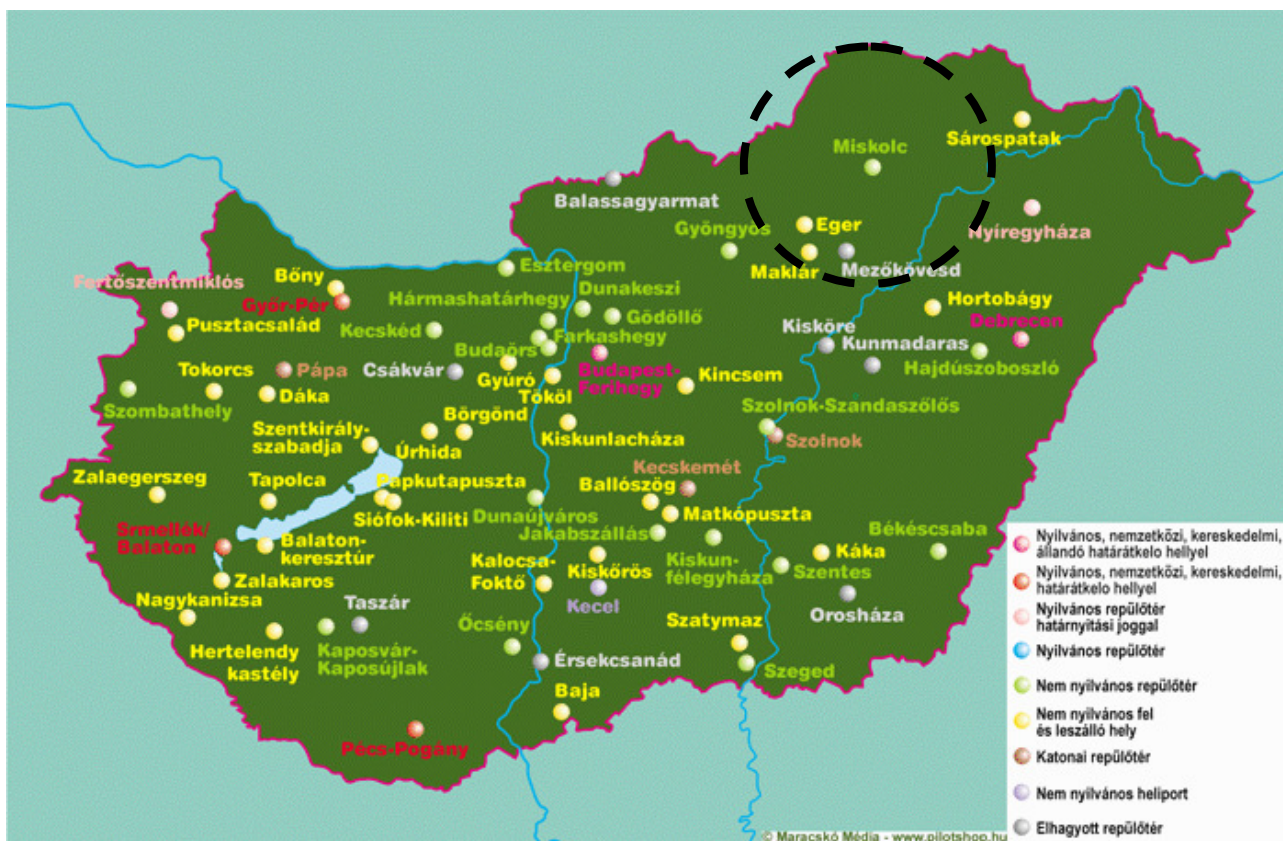 Sárospatak
Miskolc
Balassagyarmat
Gyöngyös
Eger
Nyíregyháza
Maklár
Mezőkövesd
Esztergom
Fertőszentmiklós
Bőny
Győr-Pér
Hármashatárhegy
Dunakeszi
Hortobágy
Pusztacsalád
Kecskéd
Gödöllő
Kisköre
Debrecen
Budaörs
Farkashegy
Kunmadaras
Tokorcs
Pápa
Csákvár
Gyúró
Budapest-
Ferihegy
Kincsem
Hajdúszoboszló
Szombathely
Dáka
Tököl
Börgönd
Szolnok-Szandaszőlős
Szentkirály-
szabadja
Úrhida
Kiskunlacháza
Szolnok
Zalaegerszeg
Tapolca
Papkutapuszta
Kecskemét
Ballószög
Siófok-Kiliti
Dunaújváros
Matkópuszta
Srmellék/
Balaton
Jakabszállás
Békéscsaba
Balaton-
keresztúr
Kalocsa-
Foktő
Kiskőrös
Kiskun-
félegyháza
Káka
Szentes
Zalakaros
Nagykanizsa
Taszár
Kecel
Orosháza
Hertelendy
kastély
Kaposvár-
Kaposújlak
Őcsény
Szatymaz
Érsekcsanád
Szeged
Baja
Pécs-Pogány
Nyilvános, nemzetközi, kereskedelmi,
állandó határátkelo hellyel
Nyilvános, nemzetközi, kereskedelmi,
határátkelo hellyel
Nyilvános repülőtér
határnyitási joggal
Nyilvános repülőtér
Nem nyilvános repülőtér
Nem nyilvános fel
és leszálló hely
Katonai repülőtér
Nem nyilvános heliport
Elhagyott repülőtér
© Maracskó Média - www.pilotshop.hu